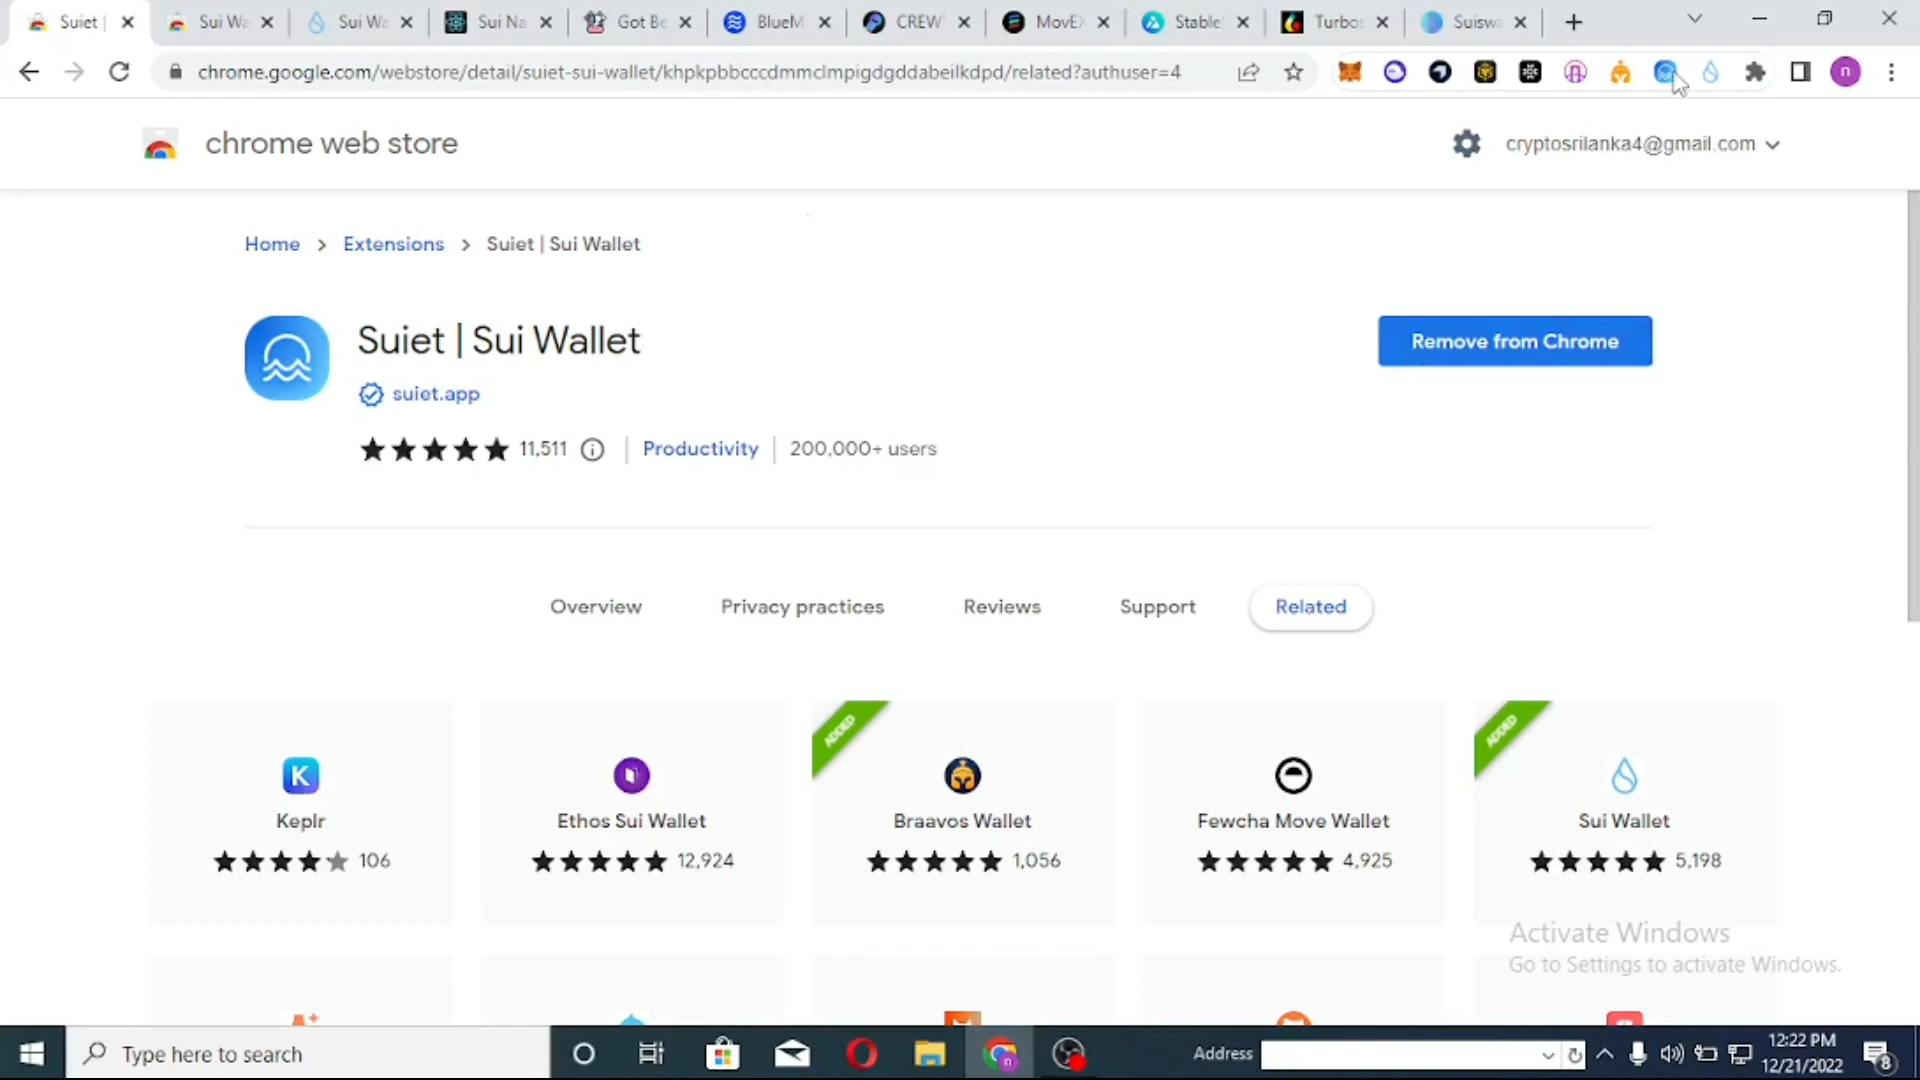 Suiet |
Sui Wa
Sui Wa
Sui Na
Got Be
BlueM
CREW
MovEX
Stable
Turbos
Suiswa
chrome.google.com/webstore/detail/suiet-sui-wallet/khpkpbbcccdmmclmpigdgddabeilkdpd/related?authuser=4
n
chrome web store
cryptosrilanka4@gmail.com
Home > Extensions > Suiet | Sui Wallet
Suiet | Sui Wallet
Remove from Chrome
suiet.app
11,511
Productivity
200,000+ users
Overview
Privacy practices
Reviews
Support
Related
ADDED
ADDED
K
Keplr
Ethos Sui Wallet
Braavos Wallet
Fewcha Move Wallet
Sui Wallet
106
12,924
1,056
4,925
5,198
Activate Windows
Go to Settings to activate Windows.
Type here to search
Address
12:22 PM
12/21/2022
8